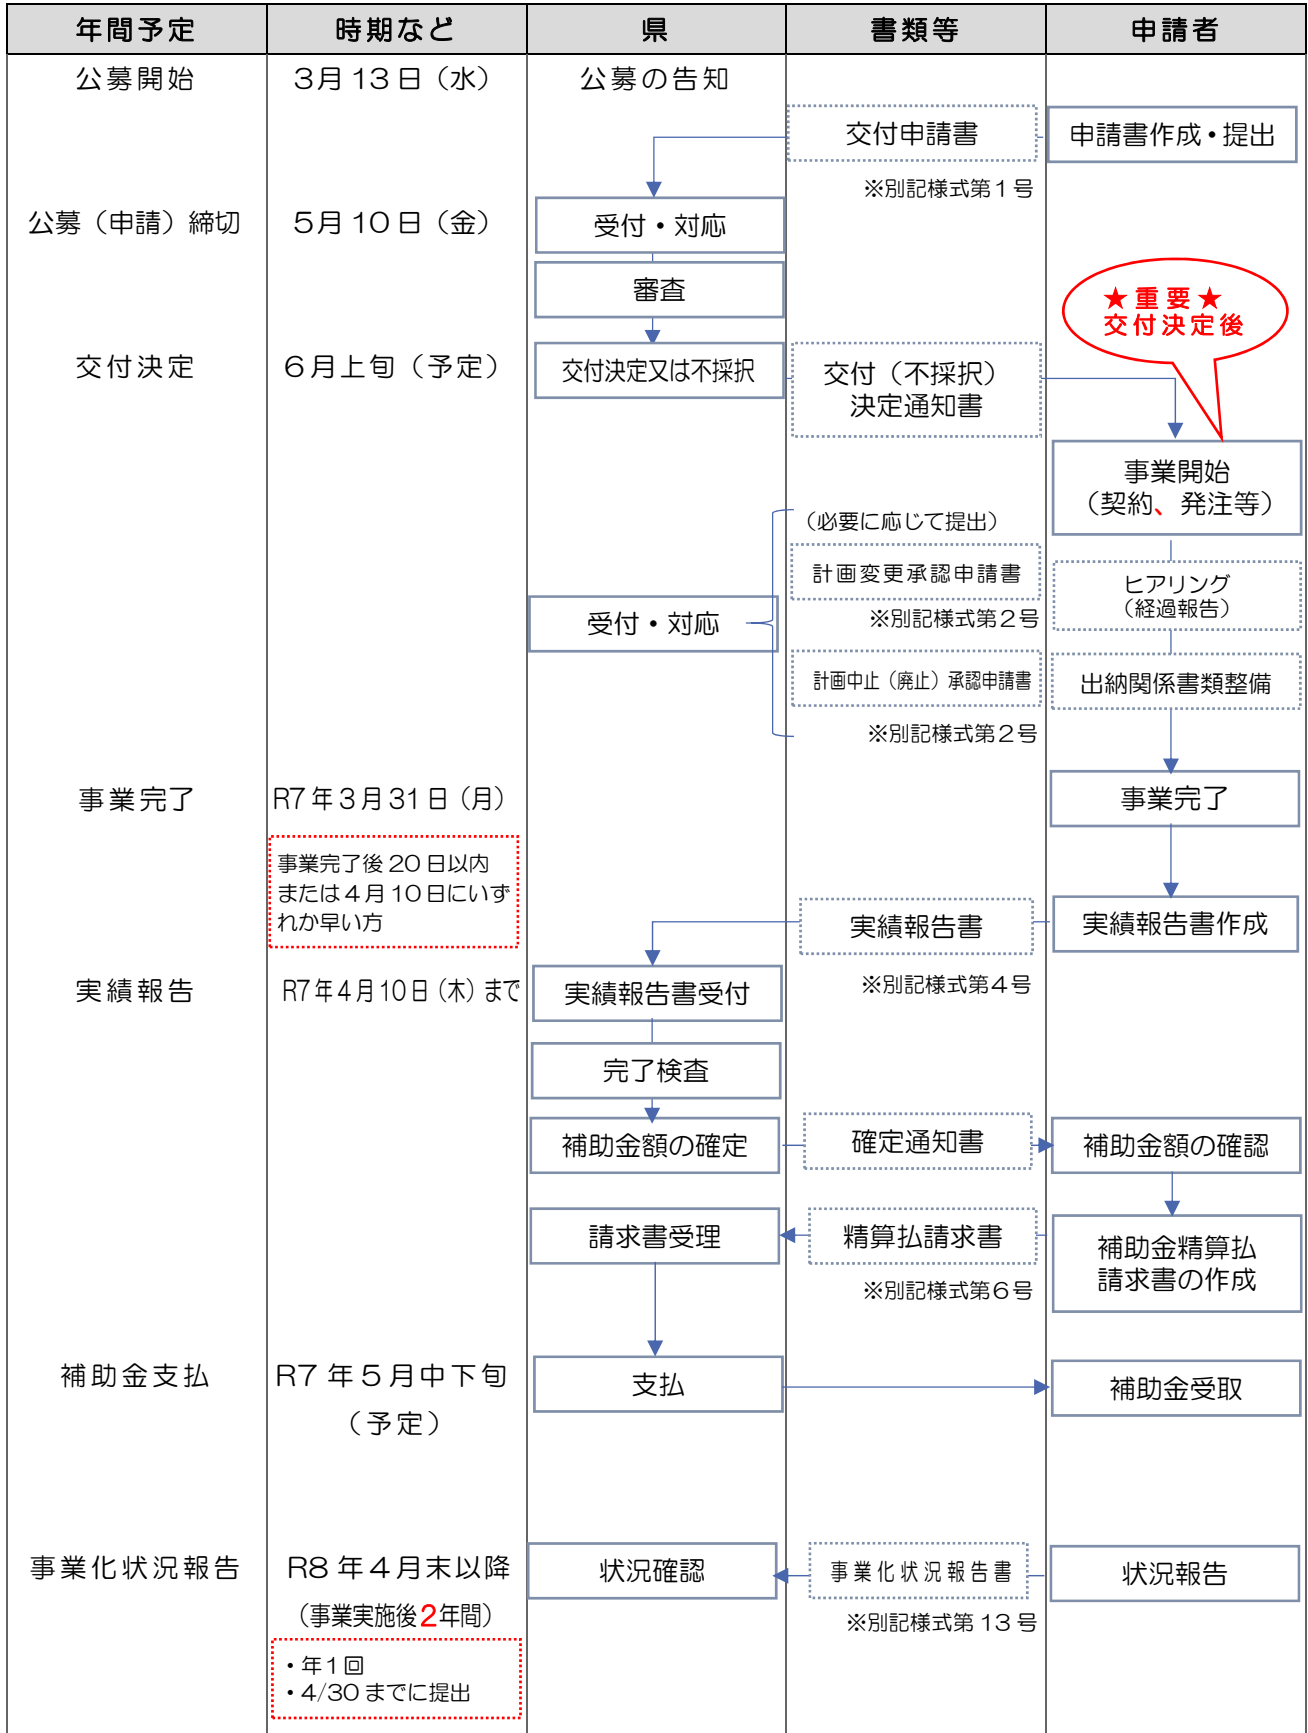 年間予定
時期など
県
書類等
申請者
公募開始
3月13日（水）
公募の告知
交付申請書
申請書作成・提出
※別記様式第１号
公募（申請）締切
5月10日（金）
受付・対応
審査
★重要★
交付決定後
交付決定
6月上旬（予定）
交付決定又は不採択
交付（不採択）
決定通知書
事業開始
（契約、発注等）
（必要に応じて提出）
計画変更承認申請書
※別記様式第２号
ヒアリング
（経過報告）
受付・対応
計画中止（廃止）承認申請書
※別記様式第２号
出納関係書類整備
事業完了
R7年３月31日（月）
事業完了
事業完了後20日以内
または４月10日にいず
れか早い方
実績報告書
実績報告書作成
※別記様式第４号
実績報告
R7年4月10日（木）まで
実績報告書受付
完了検査
補助金額の確定
確定通知書
補助金額の確認
請求書受理
精算払請求書
※別記様式第６号
補助金精算払
請求書の作成
補助金支払
R7年５月中下旬
（予定）
支払
補助金受取
事業化状況報告
R8年４月末以降
（事業実施後2年間）
・年１回
・4/30までに提出
状況確認
事業化状況報告書
※別記様式第13号
状況報告